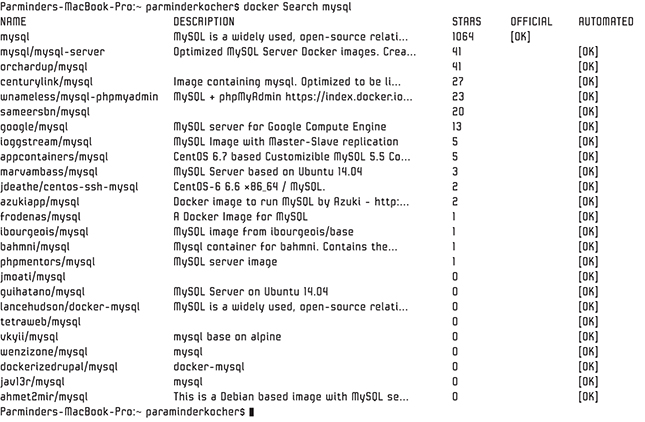 Parminders-MacBook-Pro:~ parminderkocher$ docker Search mysql
NAME DESCRIPTION STARS OFFICIAL AUTOMATED
mysql MySQL is a widely used, open-source relati... 1064 [OK]
mysql/mysql-server Optimized MySQL Server Docker images. Crea... 41 [OK]
orchardup/mysql 41 [OK]
centurylink/mysql Image containing mysql. Optimized to be li... 27 [OK]
wnameless/mysql-phpmyadmin MySQL + phpMyAdmin https://index.docker.io... 23 [OK]
sameersbn/mysql 20 [OK]
google/mysql MySQL server for Google Compute Engine 13 [OK]
ioggstream/mysql MySQL Image with Master-Slave replication 5 [OK]
appcontainers/mysql CentOS 6.7 based Customizible MySQL 5.5 Co... 5 [OK]
marvambass/mysql MySQL Server based on Ubuntu 14.04 3 [OK]
jdeathe/centos-ssh-mysql CentOS-6 6.6 ×86_64 / MySQL. 2 [OK]
azukiapp/mysql Docker image to run MySQL by Azuki - http:... 2 [OK]
frodenas/mysql A Docker Image for MySQL 1 [OK]
ibourgeois/mysql MySQL image from ibourgeois/base 1 [OK]
bahmni/mysql Mysql container for bahmni. Contains the... 1 [OK]
phpmentors/mysql MySQL server image 1 [OK]
jmoati/mysql 0 [OK]
guihatano/mysql MySQL Server on Ubuntu 14.04 0 [OK]
lancehudson/docker-mysql MySQL is a widely used, open-source relati... 0 [OK]
tetraweb/mysql 0 [OK]
vkyii/mysql mysql base on alpine 0 [OK]
wenzizone/mysql mysql 0 [OK]
dockerizedrupal/mysql docker-mysql 0 [OK]
jav13r/mysql mysql 0 [OK]
ahmet2mir/mysql This is a Debian based image with MySQL se... 0 [OK]
Parminders-MacBook-Pro:~ paraminderkocher$